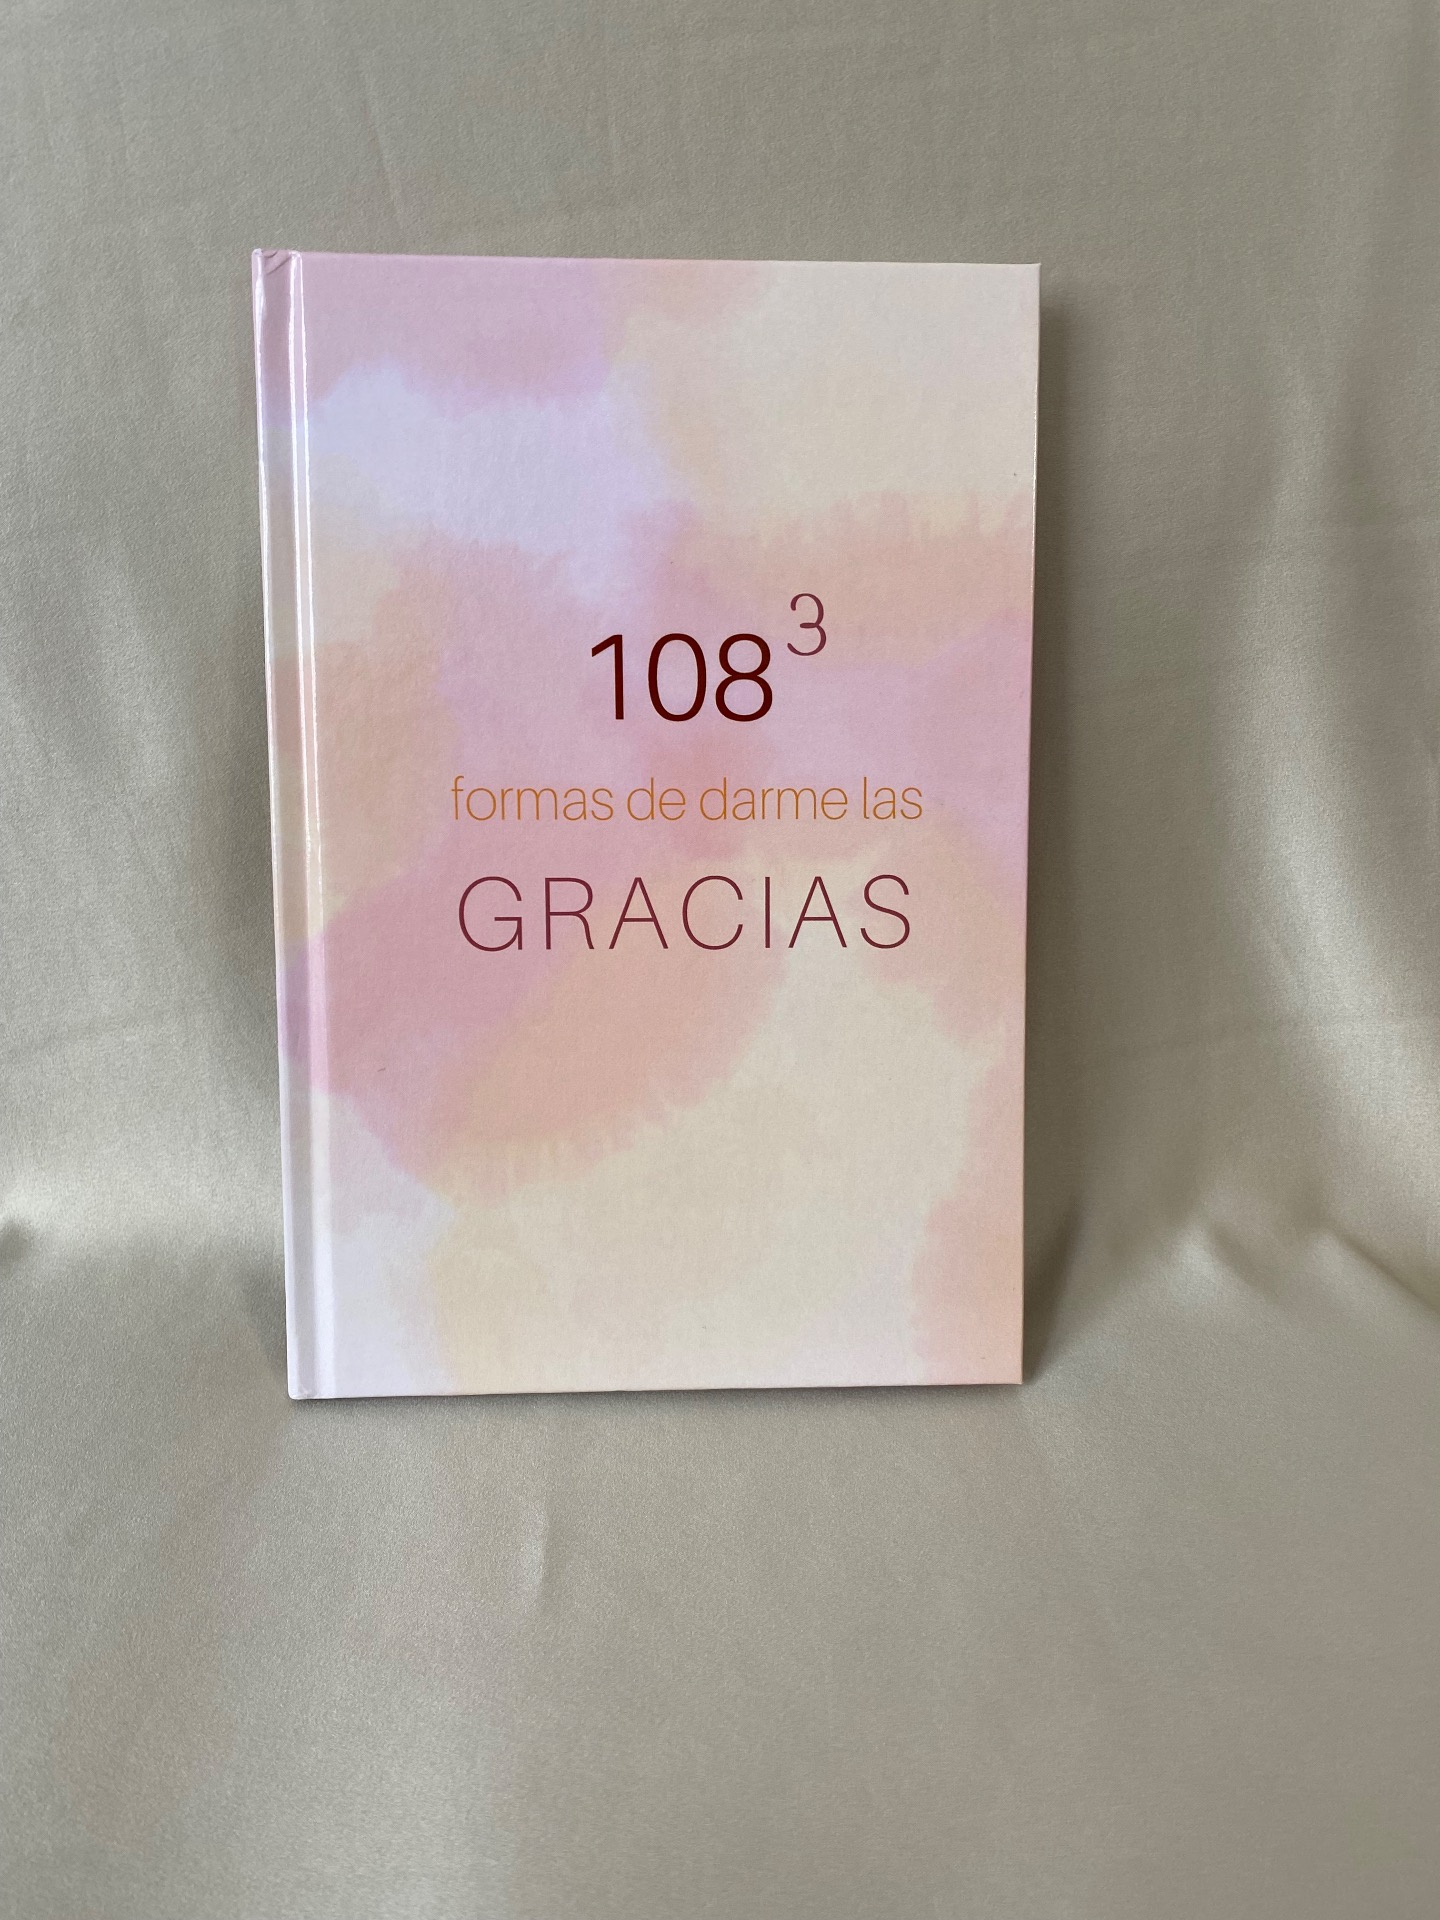 108³
formas de darme las
GRACIAS